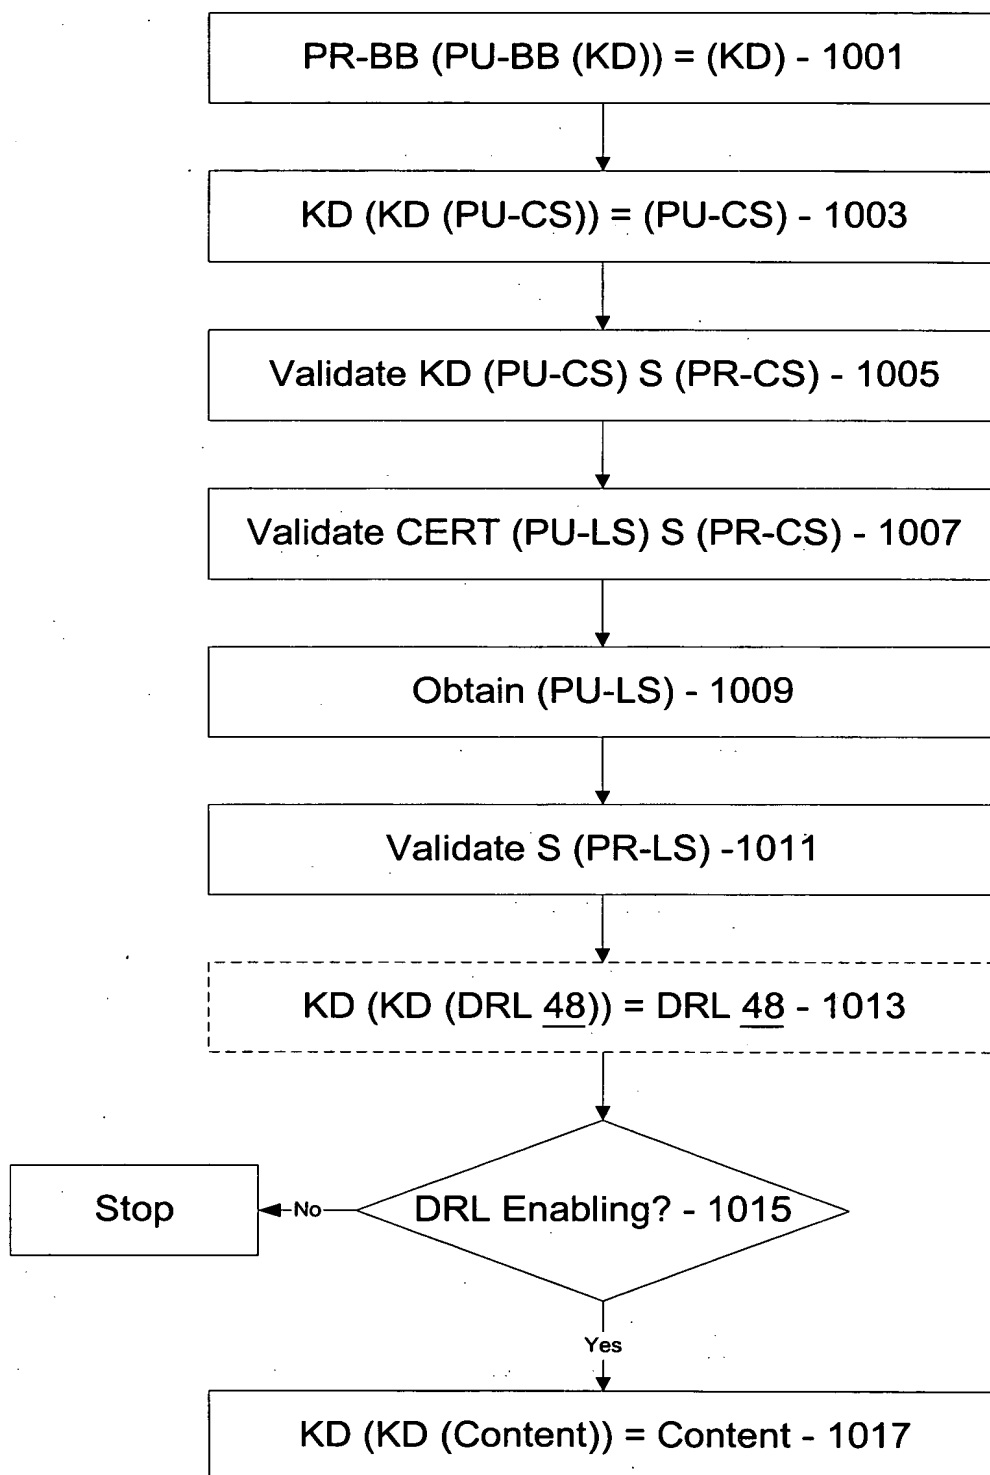 PR-BB (PU-BB (KD)) = (KD) - 1001
KD (KD (PU-CS)) = (PU-CS) - 1003
Validate KD (PU-CS) S (PR-CS) - 1005
Validate CERT (PU-LS) S (PR-CS) - 1007
Obtain (PU-LS) - 1009
Validate S (PR-LS) -1011
KD (KD (DRL 48)) = DRL 48 - 1013
DRL Enabling? - 1015
No
Stop
Yes
KD (KD (Content)) = Content - 1017